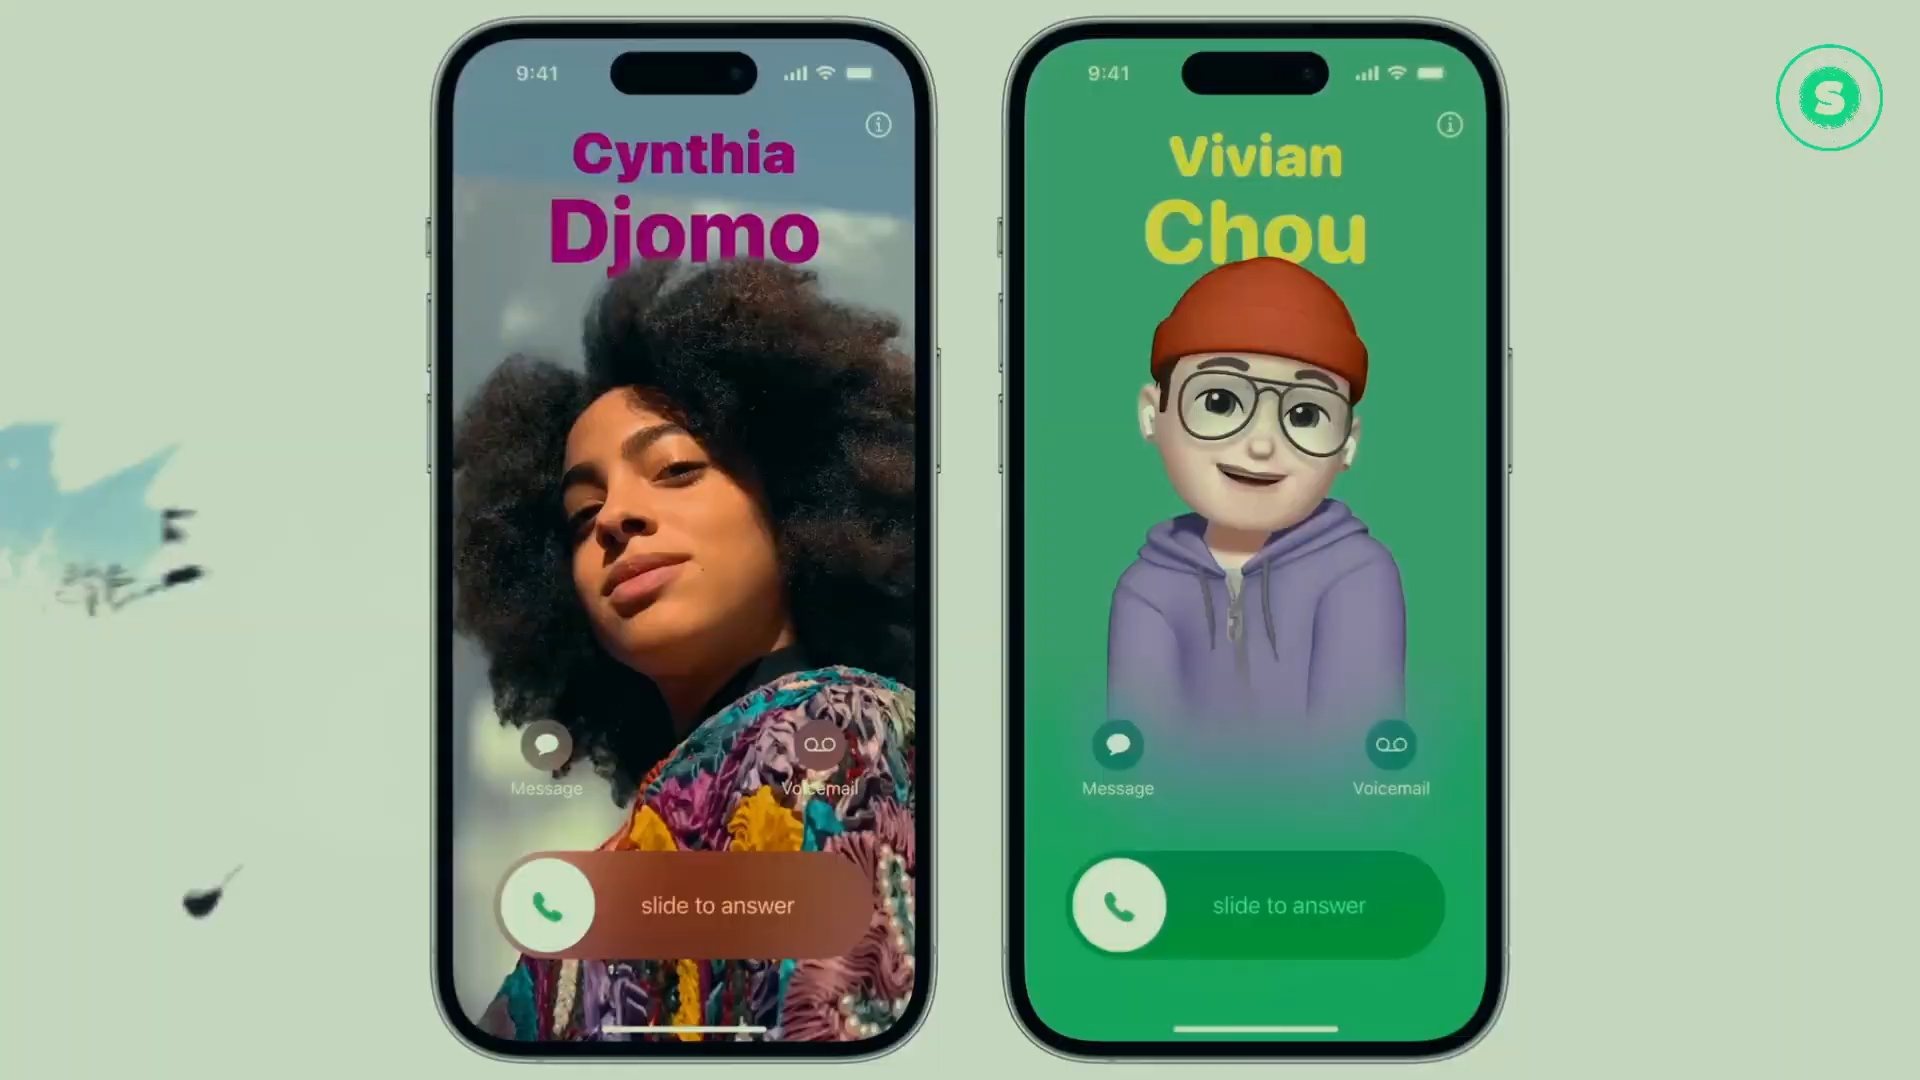 9:41
Cynthia
Djomo
Message
Voicemail
slide to answer
9:41
Vivian
Chou
Message
Voicemail
slide to answer
S